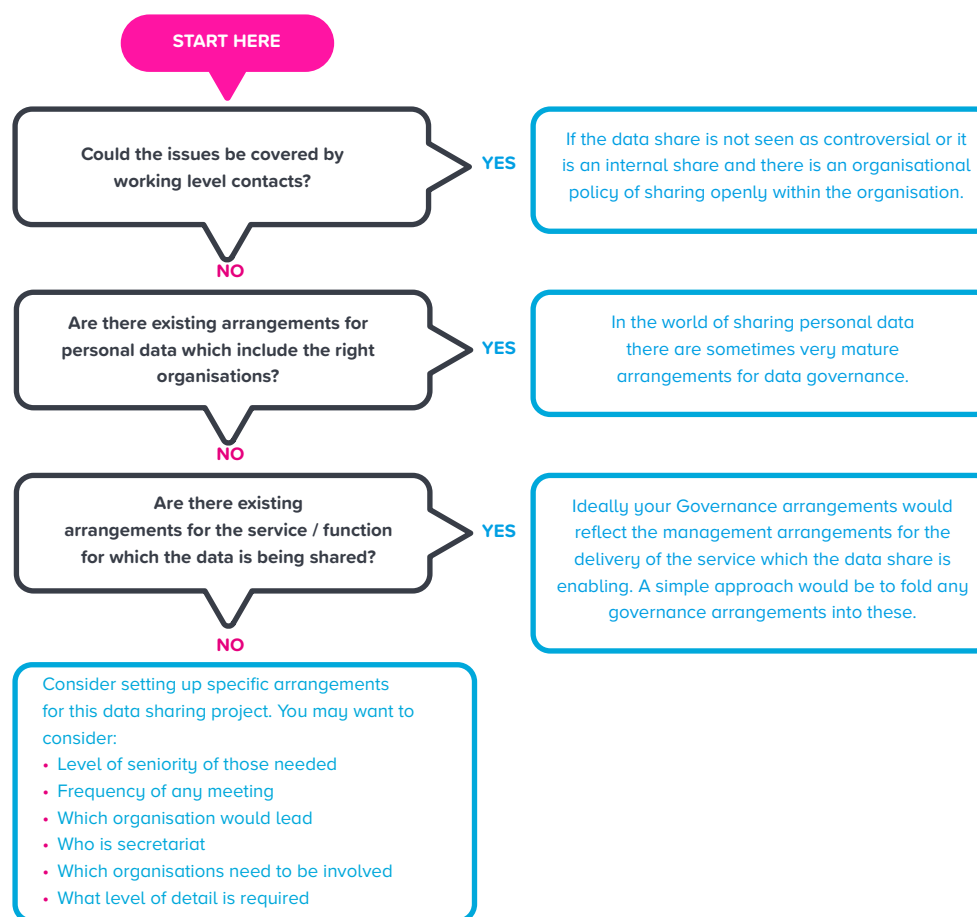 START HERE
Could the issues be covered by
working level contacts?
YES
If the data share is not seen as controversial or it
is an internal share and there is an organisational
policy of sharing openly within the organisation.
NO
Are there existing arrangements for
personal data which include the right
organisations?
YES
In the world of sharing personal data
there are sometimes very mature
arrangements for data governance.
NO
Are there existing
arrangements for the service / function
for which the data is being shared?
YES
Ideally your Governance arrangements would
reflect the management arrangements for the
delivery of the service which the data share is
enabling. A simple approach would be to fold any
governance arrangements into these.
NO
Consider setting up specific arrangements
for this data sharing project. You may want to
consider:
• Level of seniority of those needed
• Frequency of any meeting
• Which organisation would lead
• Who is secretariat
• Which organisations need to be involved
• What level of detail is required